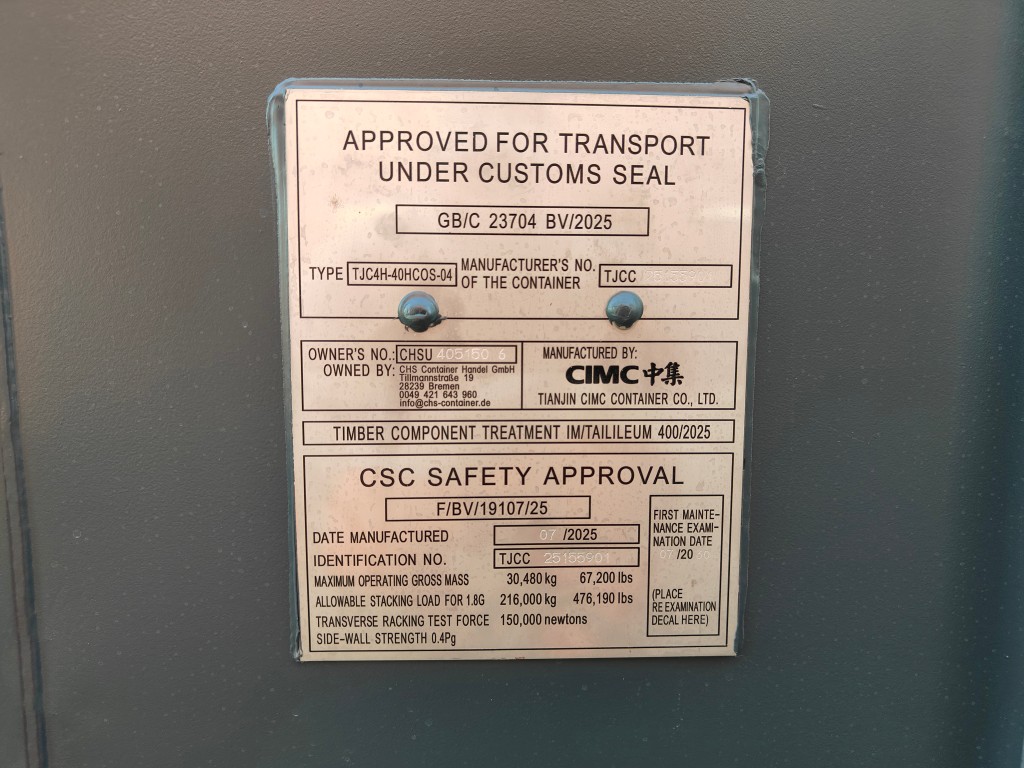 APPROVED FOR TRANSPORT
UNDER CUSTOMS SEAL
GB/C 23704 BV/2025
TYPE TJC4H-40HCOS-04
MANUFACTURER'S NO.
OF THE CONTAINER
TJCC
OWNER'S NO.: CHSU 405150 6
OWNED BY: CHS Container Handel GmbH
Tillmannstraße 19
28239 Bremen
0049 421 643 960
info@chs-container.de
MANUFACTURED BY:
CIMC 中集
TIANJIN CIMC CONTAINER CO., LTD.
TIMBER COMPONENT TREATMENT IM/TAILILEUM 400/2025
CSC SAFETY APPROVAL
F/BV/19107/25
DATE MANUFACTURED 07 /2025
IDENTIFICATION NO. TJCC 25155901
MAXIMUM OPERATING GROSS MASS 30,480 kg 67,200 lbs
ALLOWABLE STACKING LOAD FOR 1.8G 216,000 kg 476,190 lbs
TRANSVERSE RACKING TEST FORCE 150,000 newtons
SIDE-WALL STRENGTH 0.4Pg
FIRST MAINTE-
NANCE EXAMI-
NATION DATE
07 /20
(PLACE
RE EXAMINATION
DECAL HERE)